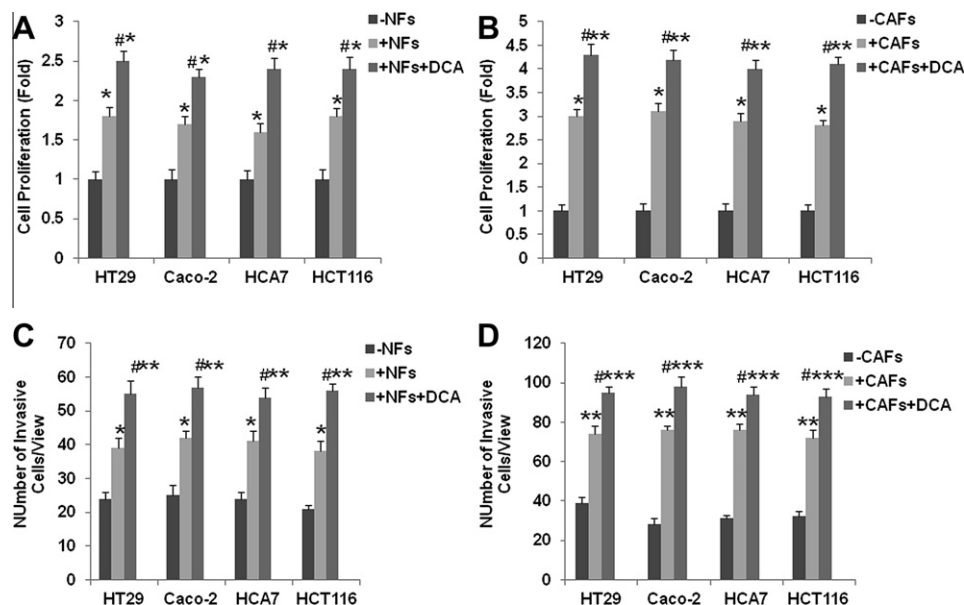 A
Cell Proliferation (Fold)
3
2.5
2
1.5
1
0.5
0
* #* * #* * #* * #*
HT29 Caco-2 HCA7 HCT116
-NFs
+NFs
+NFs+DCA
B
Cell Proliferation (Fold)
5
4.5
4
3.5
3
2.5
2
1.5
1
0.5
0
* #** * #** * #** * #**
HT29 Caco-2 HCA7 HCT116
-CAFs
+CAFs
+CAFs+DCA
C
NUmber of Invasive
Cells/View
70
60
50
40
30
20
10
0
* #** * #** * #** * #**
HT29 Caco-2 HCA7 HCT116
-NFs
+NFs
+NFs+DCA
D
NUmber of Invasive
Cells/View
120
100
80
60
40
20
0
** #*** ** #*** ** #*** ** #***
HT29 Caco-2 HCA7 HCT116
-CAFs
+CAFs
+CAFs+DCA